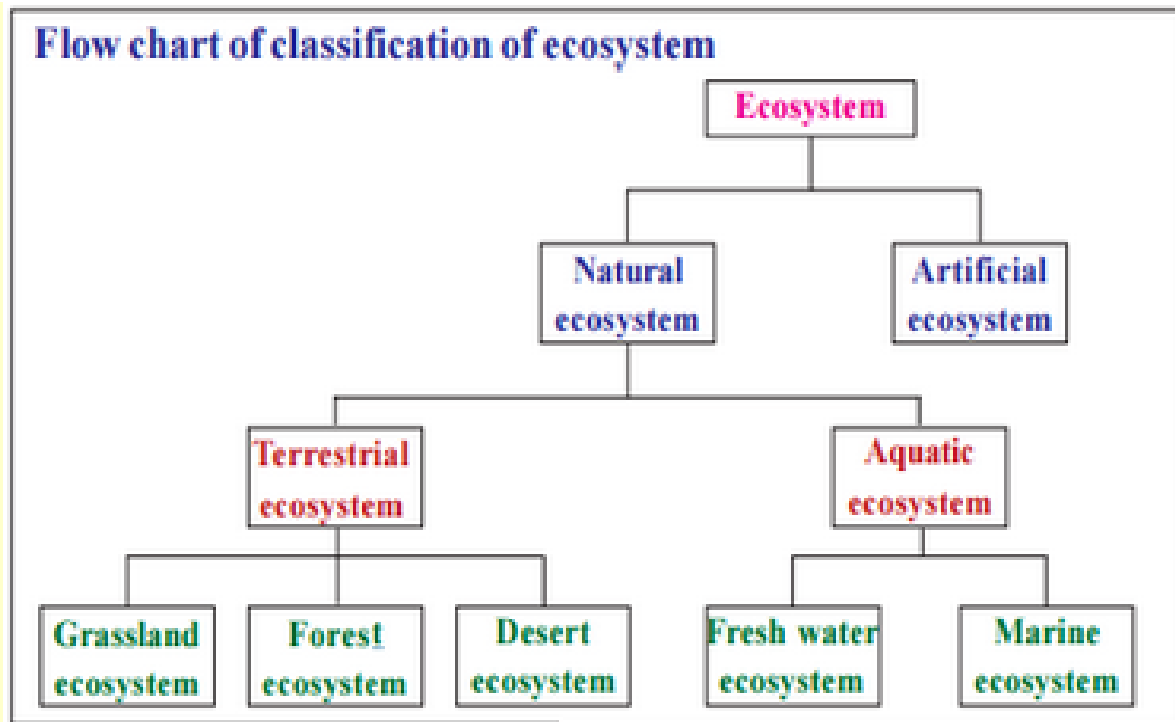 Flow chart of classification of ecosystem
Ecosystem
Natural
ecosystem
Artificial
ecosystem
Terrestrial
ecosystem
Aquatic
ecosystem
Grassland
ecosystem
Forest
ecosystem
Desert
ecosystem
Fresh water
ecosystem
Marine
ecosystem